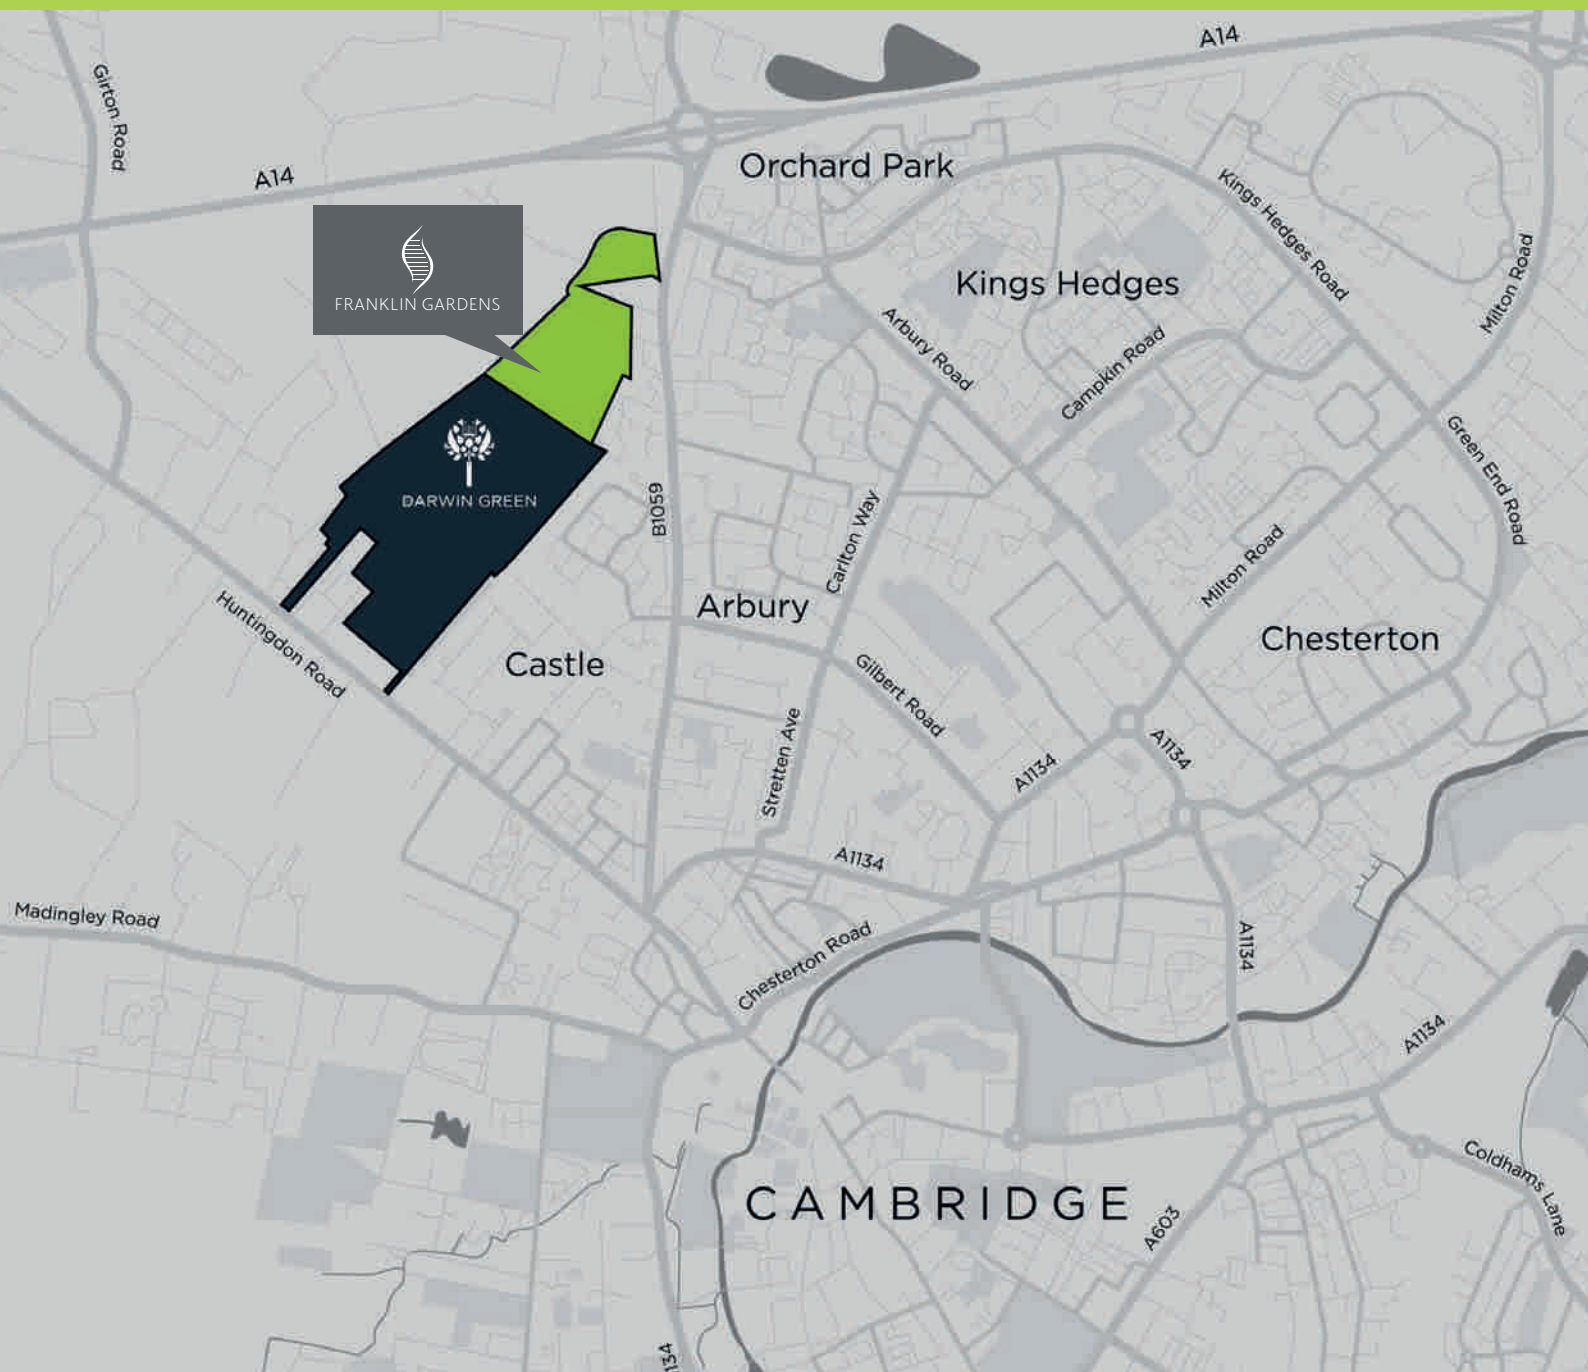 A14
Girton Road
A14
Orchard Park
Kings Hedges Road
FRANKLIN GARDENS
Kings Hedges
Milton Road
Arbury Road
Campkin Road
DARWIN GREEN
Green End Road
B1059
Carlton Way
Milton Road
Arbury
Huntingdon Road
Castle
Chesterton
Gilbert Road
Stretten Ave
A1134
A1134
A1134
Madingley Road
Chesterton Road
A1134
A1134
CAMBRIDGE
Coldhams Lane
A603
134